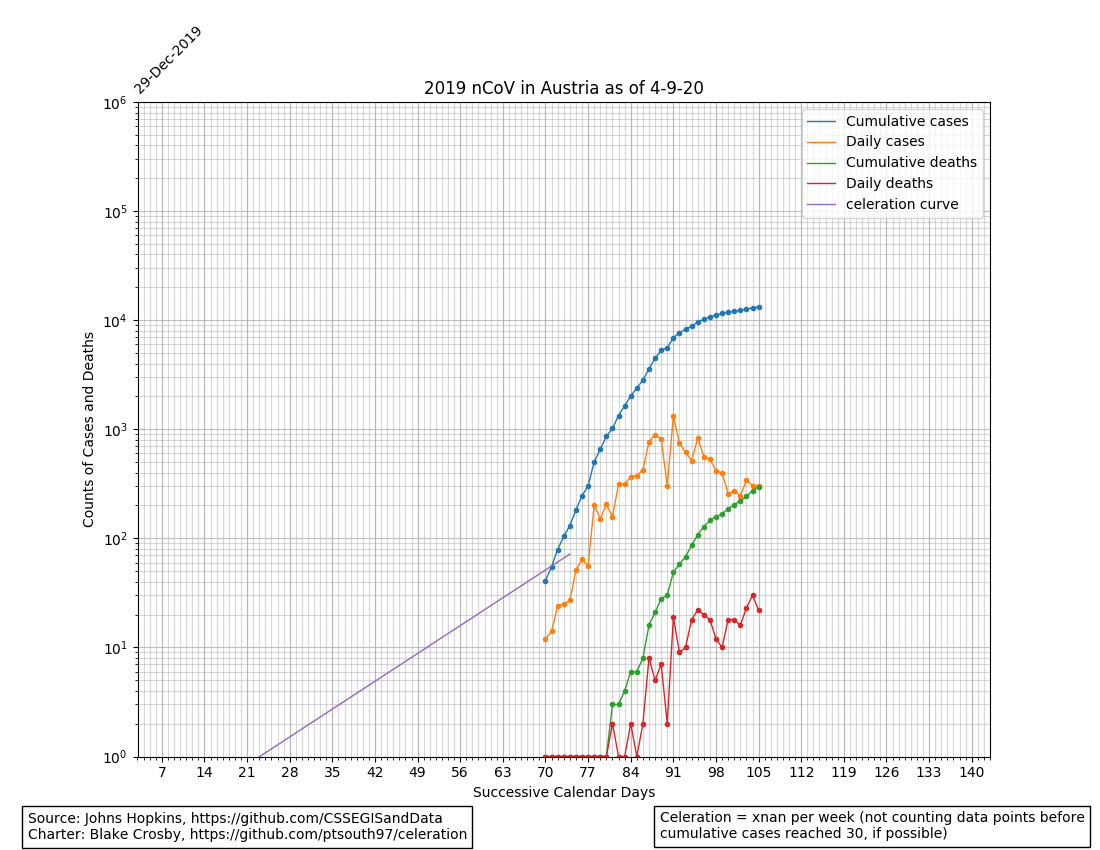 29-Dec-2019
2019 nCoV in Austria as of 4-9-20
Cumulative cases
Daily cases
Cumulative deaths
Daily deaths
celeration curve
Counts of Cases and Deaths
10^6
10^5
10^4
10^3
10^2
10^1
10^0
7 14 21 28 35 42 49 56 63 70 77 84 91 98 105 112 119 126 133 140
Successive Calendar Days
Source: Johns Hopkins, https://github.com/CSSEGISandData
Charter: Blake Crosby, https://github.com/ptsouth97/celeration
Celeration = xnan per week (not counting data points before
cumulative cases reached 30, if possible)